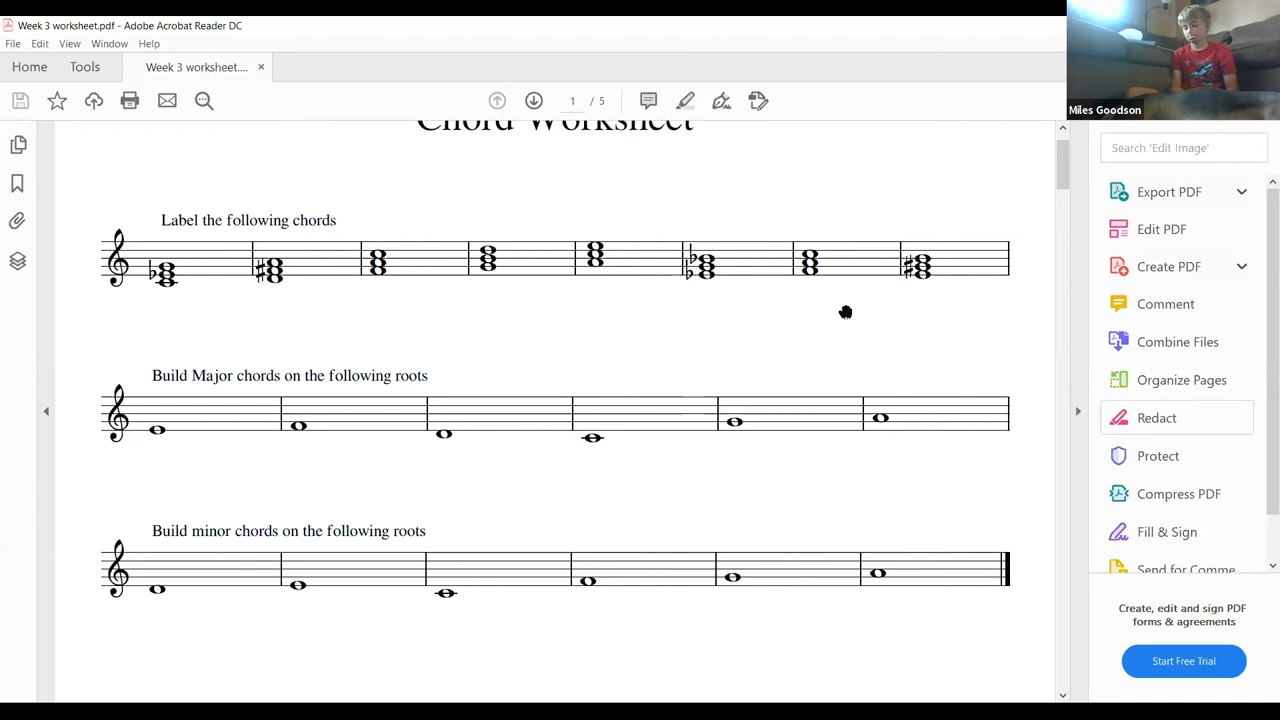 Week 3 worksheet.pdf - Adobe Acrobat Reader DC
File Edit View Window Help
Home Tools Week 3 worksheet.... ×
1 / 5
Miles Goodson
Chord Worksheet
Search 'Edit Image'
Label the following chords
Export PDF
Edit PDF
Create PDF
Comment
Combine Files
Build Major chords on the following roots
Organize Pages
Redact
Protect
Compress PDF
Build minor chords on the following roots
Fill & Sign
Send for Comme
Create, edit and sign PDF
forms & agreements
Start Free Trial